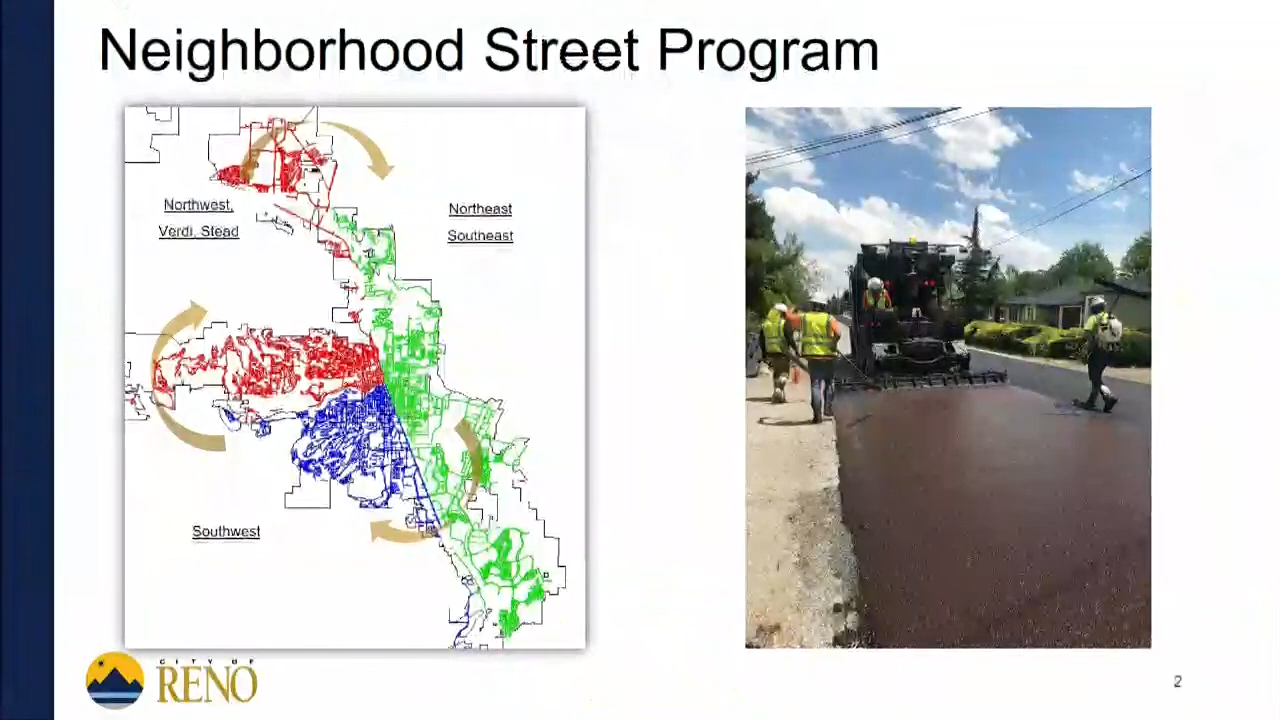 Neighborhood Street Program
Northwest,
Verdi, Stead
Northeast
Southeast
Southwest
CITY OF
RENO
2